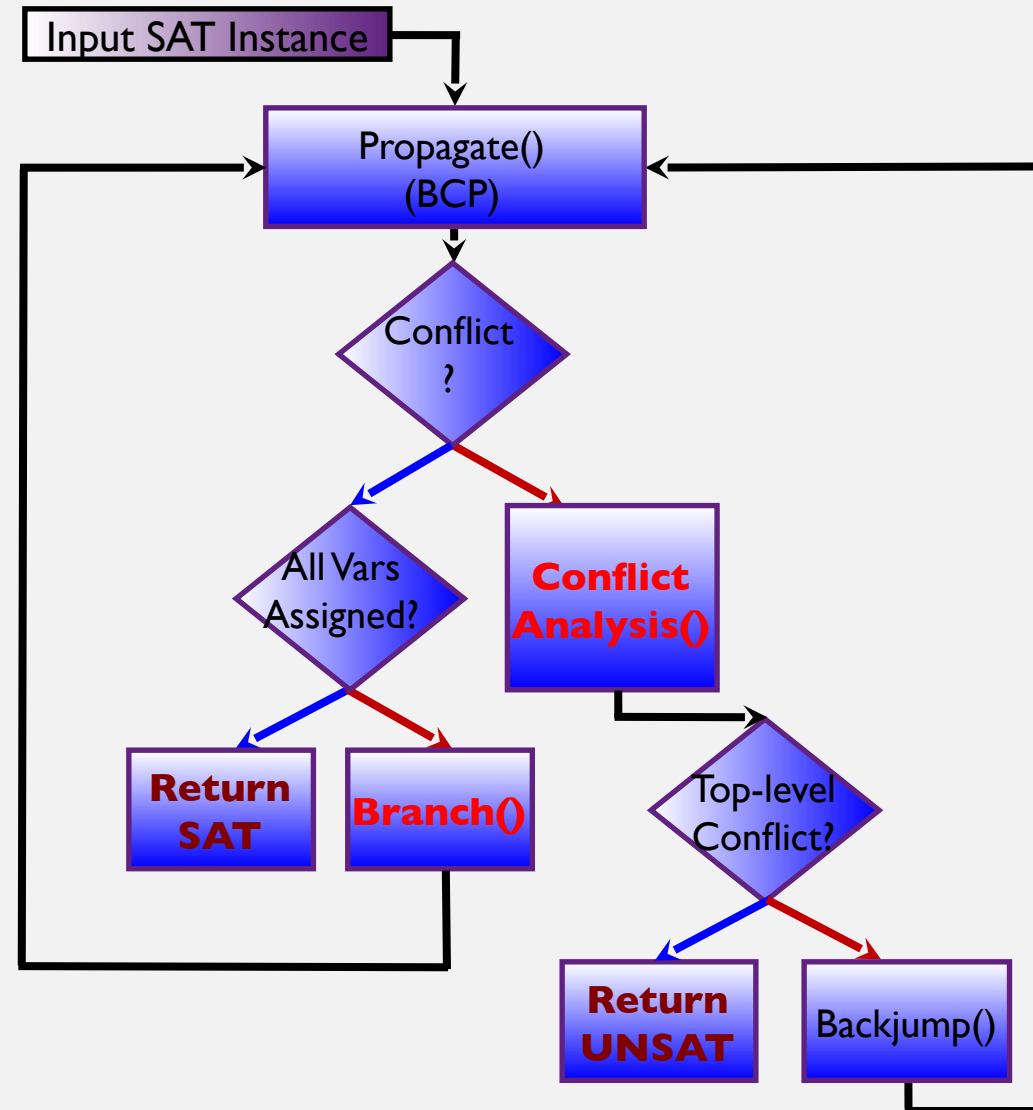 Input SAT Instance
Propagate()
(BCP)
Conflict
?
All Vars
Assigned?
Conflict
Analysis()
Return
SAT
Branch()
Top-level
Conflict?
Return
UNSAT
Backjump()